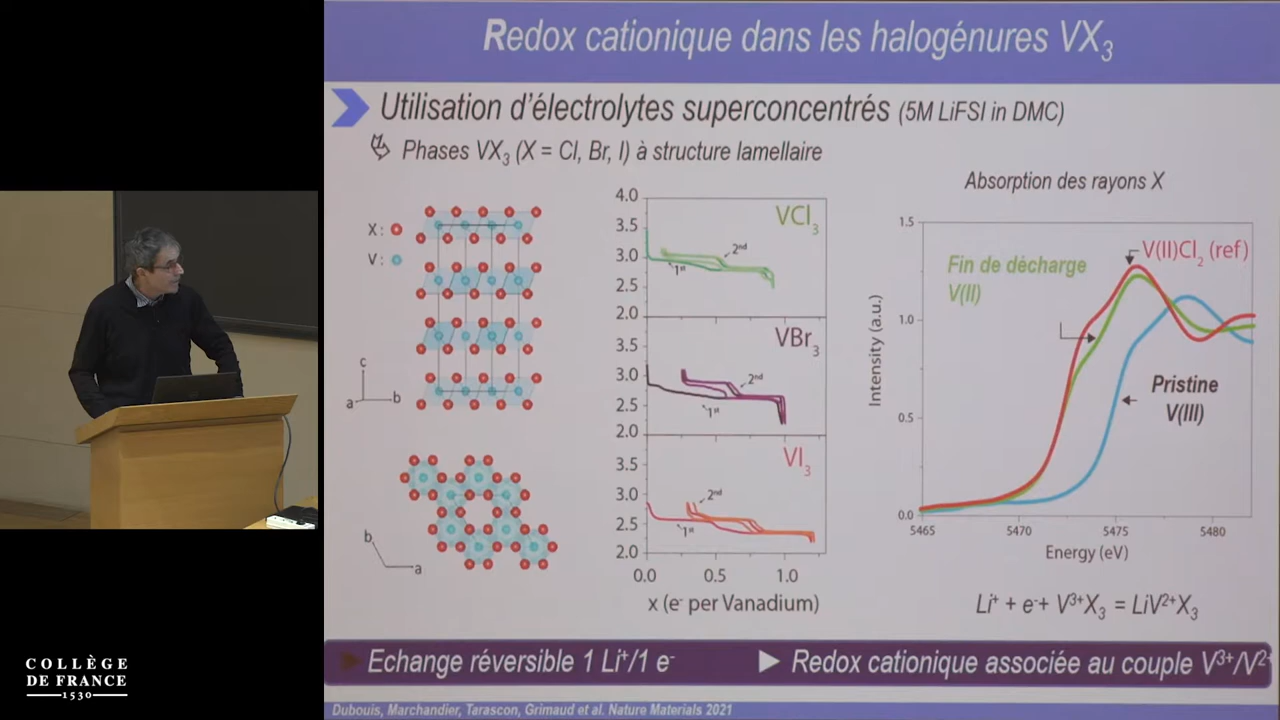 Redox cationique dans les halogénures VX3
Utilisation d'électrolytes superconcentrés (5M LiFSI in DMC)
Phases VX3 (X = Cl, Br, I) à structure lamellaire
X :
V :
c
a
b
b
a
4.0
3.5
3.0
2.5
2.0
3.5
3.0
2.5
2.0
3.5
3.0
2.5
2.0
VCl3
2nd
1st
VBr3
2nd
1st
VI3
2nd
1st
0.0
0.5
1.0
x (e- per Vanadium)
Absorption des rayons X
1.5
1.0
0.5
0.0
Intensity (a.u.)
Fin de décharge
V(II)
V(II)Cl2 (ref)
Pristine
V(III)
5465
5470
5475
5480
Energy (eV)
Li+ + e-+ V3+X3 = LiV2+X3
Echange réversible 1 Li+/1 e-
Redox cationique associée au couple V3+/V2+
Dubouis, Marchandier, Tarascon, Grimaud et al. Nature Materials 2021
COLLÈGE
DE FRANCE
1530